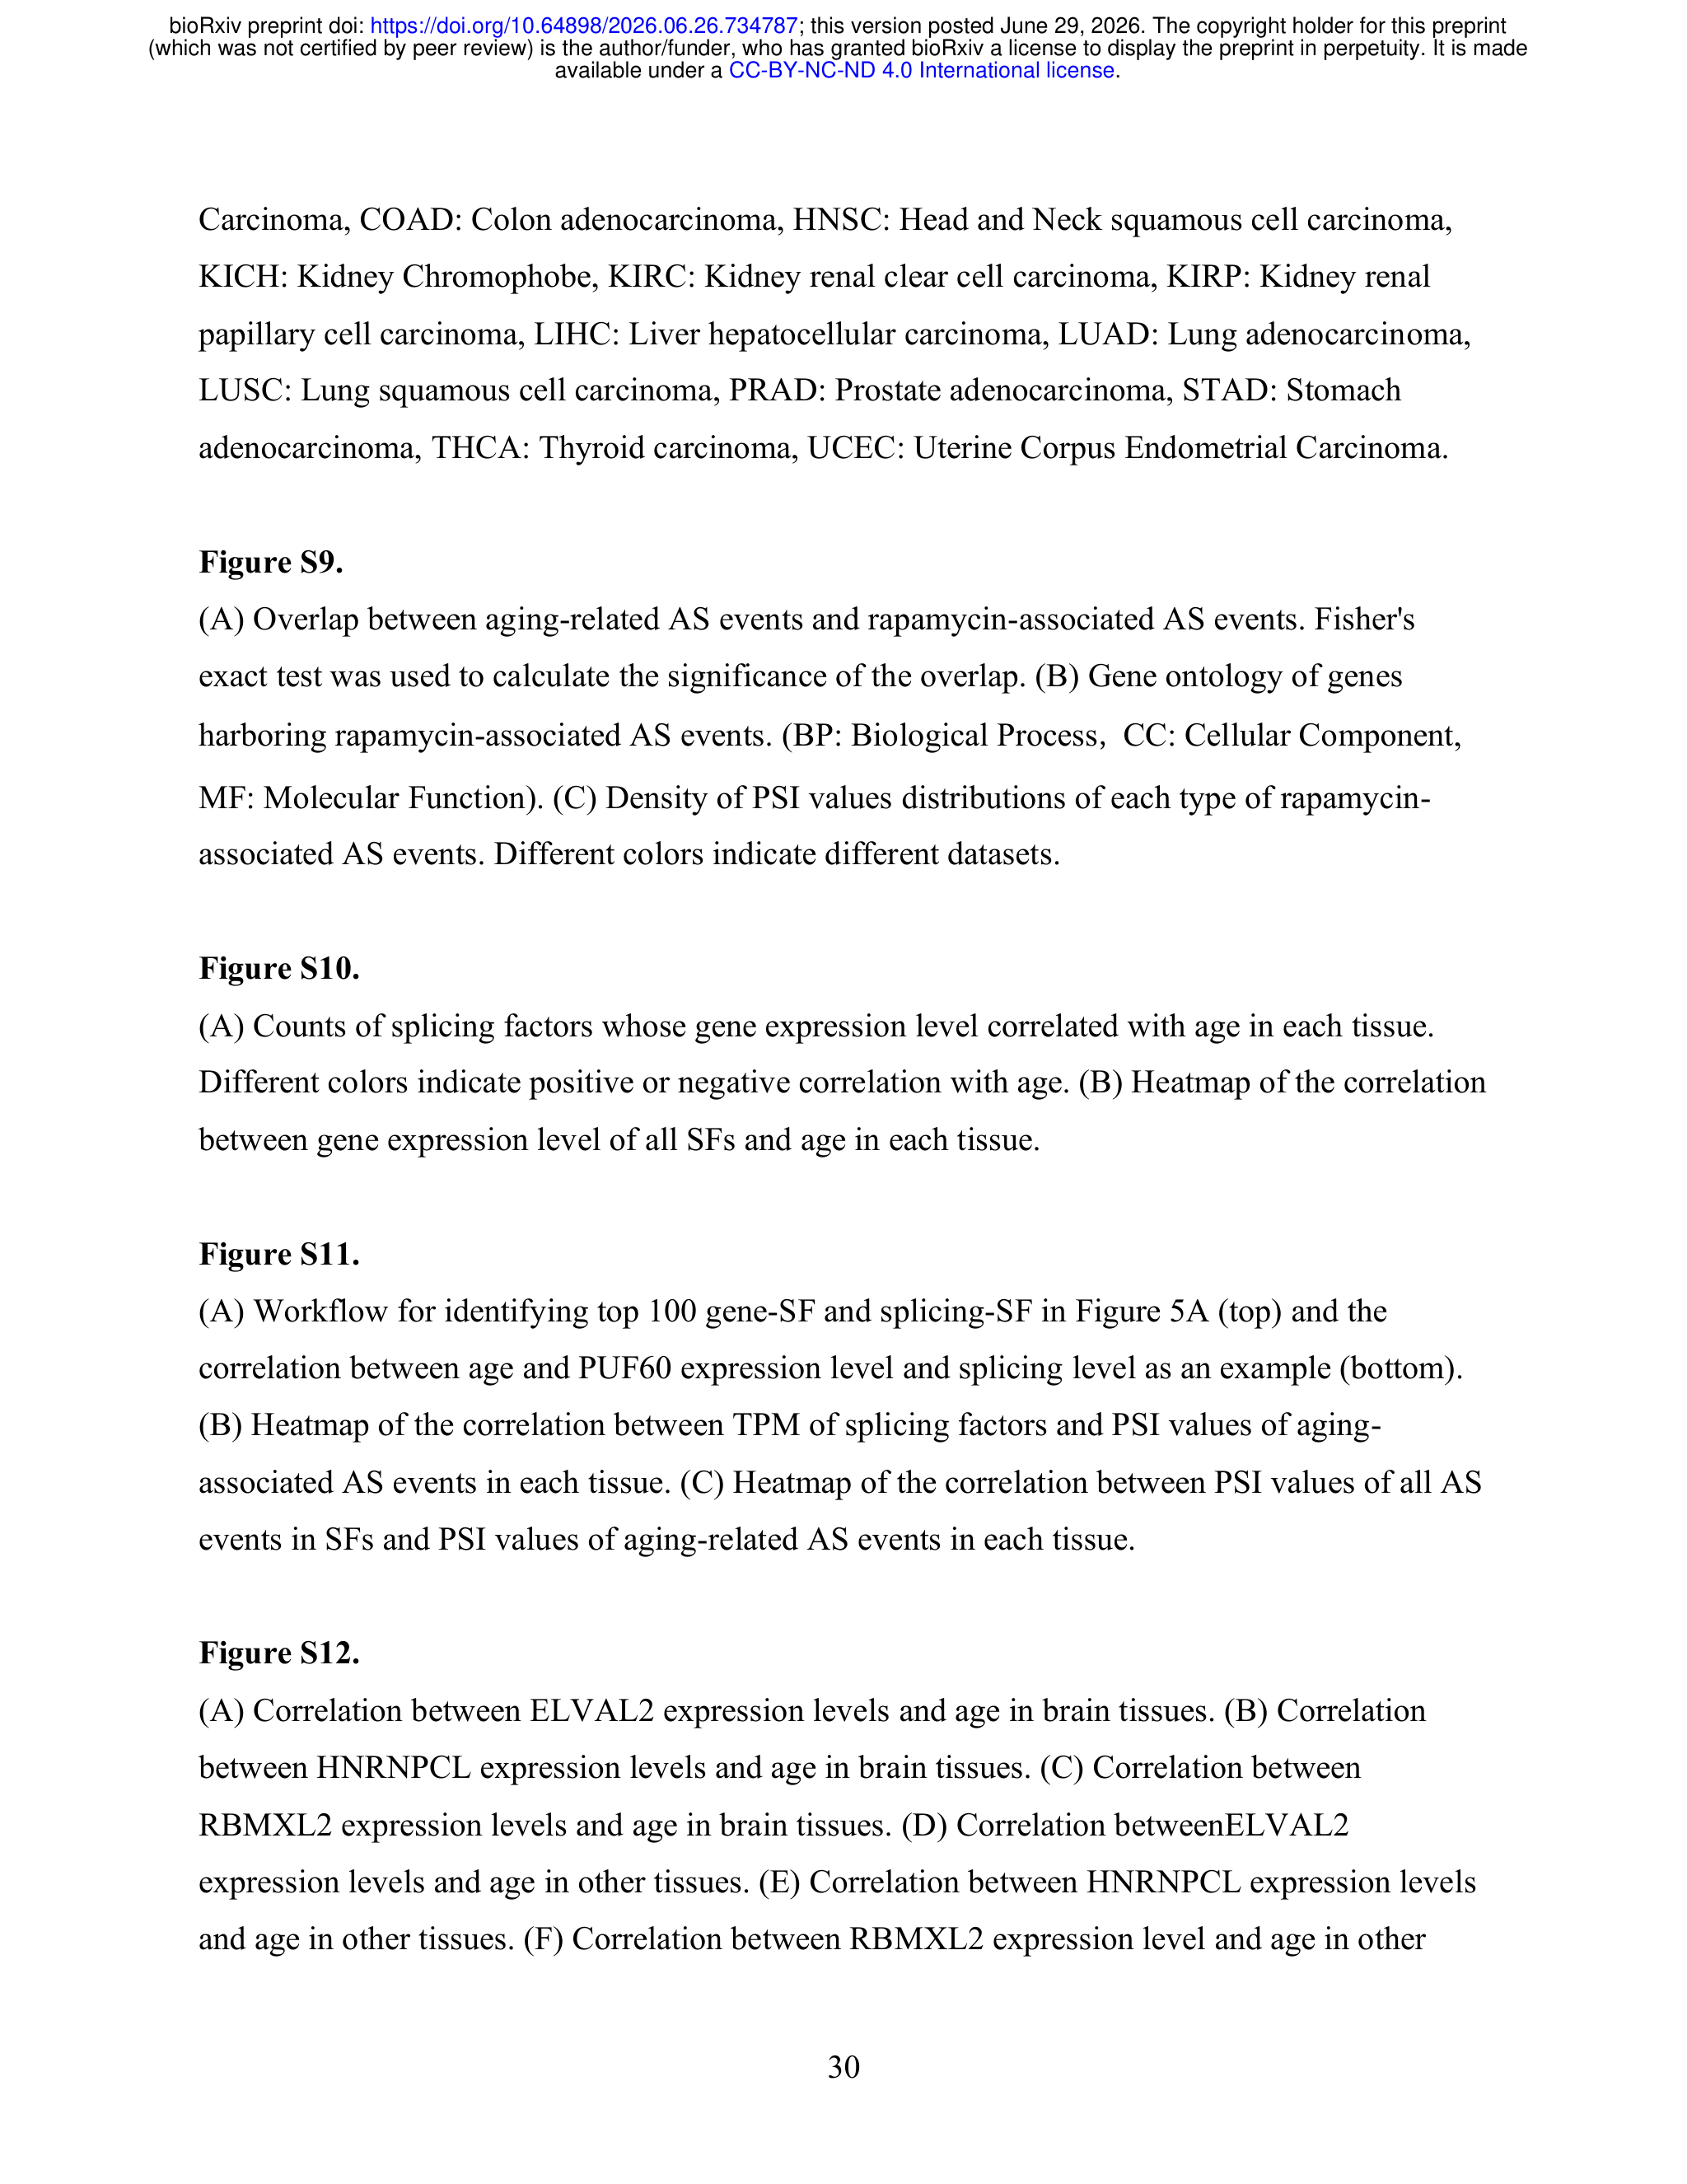 bioRxiv preprint doi: https://doi.org/10.64898/2026.06.26.734787; this version posted June 29, 2026. The copyright holder for this preprint
(which was not certified by peer review) is the author/funder, who has granted bioRxiv a license to display the preprint in perpetuity. It is made
available under a CC-BY-NC-ND 4.0 International license.
Carcinoma, COAD: Colon adenocarcinoma, HNSC: Head and Neck squamous cell carcinoma,
KICH: Kidney Chromophobe, KIRC: Kidney renal clear cell carcinoma, KIRP: Kidney renal
papillary cell carcinoma, LIHC: Liver hepatocellular carcinoma, LUAD: Lung adenocarcinoma,
LUSC: Lung squamous cell carcinoma, PRAD: Prostate adenocarcinoma, STAD: Stomach
adenocarcinoma, THCA: Thyroid carcinoma, UCEC: Uterine Corpus Endometrial Carcinoma.
Figure S9.
(A) Overlap between aging-related AS events and rapamycin-associated AS events. Fisher's
exact test was used to calculate the significance of the overlap. (B) Gene ontology of genes
harboring rapamycin-associated AS events. (BP: Biological Process,  CC: Cellular Component,
MF: Molecular Function). (C) Density of PSI values distributions of each type of rapamycin-
associated AS events. Different colors indicate different datasets.
Figure S10.
(A) Counts of splicing factors whose gene expression level correlated with age in each tissue.
Different colors indicate positive or negative correlation with age. (B) Heatmap of the correlation
between gene expression level of all SFs and age in each tissue.
Figure S11.
(A) Workflow for identifying top 100 gene-SF and splicing-SF in Figure 5A (top) and the
correlation between age and PUF60 expression level and splicing level as an example (bottom).
(B) Heatmap of the correlation between TPM of splicing factors and PSI values of aging-
associated AS events in each tissue. (C) Heatmap of the correlation between PSI values of all AS
events in SFs and PSI values of aging-related AS events in each tissue.
Figure S12.
(A) Correlation between ELVAL2 expression levels and age in brain tissues. (B) Correlation
between HNRNPCL expression levels and age in brain tissues. (C) Correlation between
RBMXL2 expression levels and age in brain tissues. (D) Correlation betweenELVAL2
expression levels and age in other tissues. (E) Correlation between HNRNPCL expression levels
and age in other tissues. (F) Correlation between RBMXL2 expression level and age in other
30